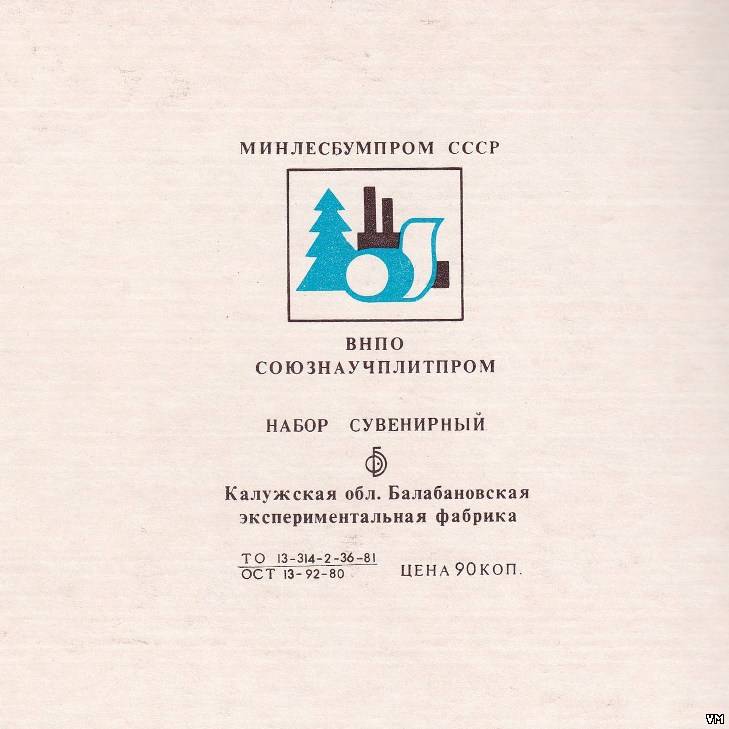 МИНЛЕСБУМПРОМ СССР
ВНПО
СОЮЗНАУЧПЛИТПРОМ
НАБОР СУВЕНИРНЫЙ
Калужская обл. Балабановская
экспериментальная фабрика
ТО 13-314-2-36-81
ОСТ 13-92-80
ЦЕНА 90 КОП.
VM